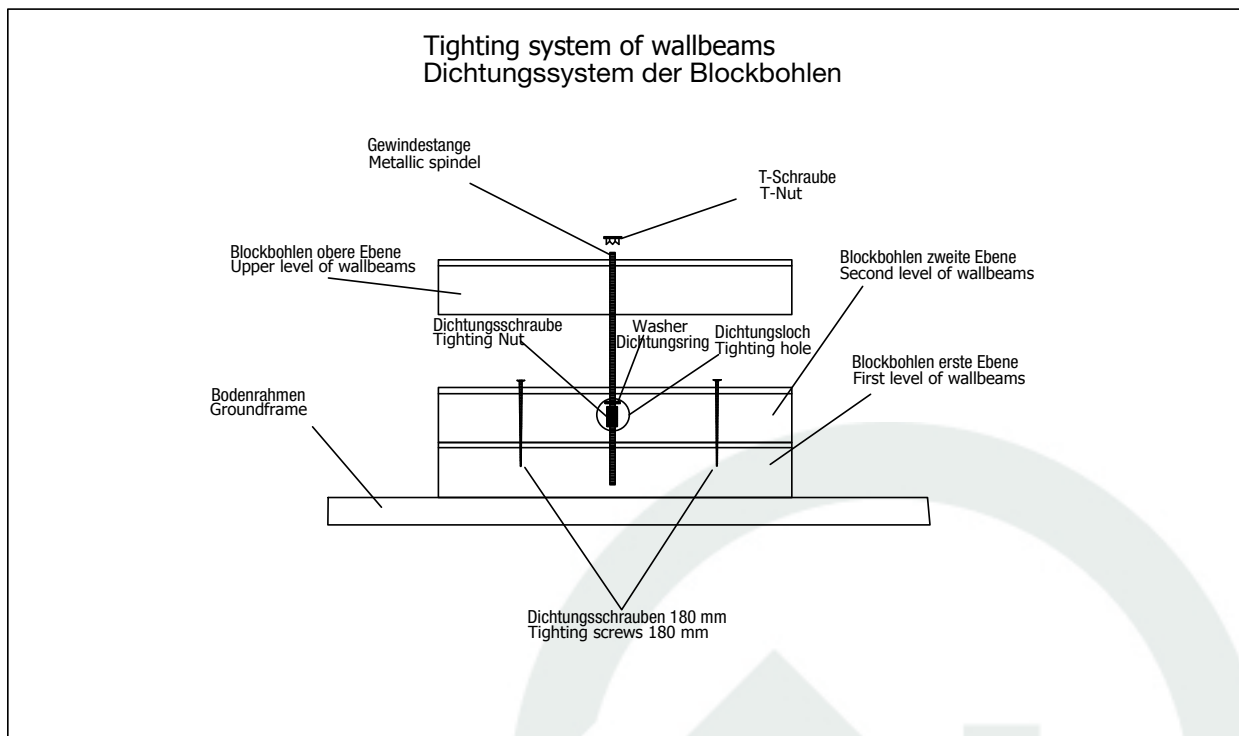 Tighting system of wallbeams
Dichtungssystem der Blockbohlen
Gewindestange
Metallic spindel
T-Schraube
T-Nut
Blockbohlen obere Ebene
Upper level of wallbeams
Blockbohlen zweite Ebene
Second level of wallbeams
Dichtungsschraube
Tighting Nut
Washer
Dichtungsring
Dichtungsloch
Tighting hole
Blockbohlen erste Ebene
First level of wallbeams
Bodenrahmen
Groundframe
Dichtungsschrauben 180 mm
Tighting screws 180 mm